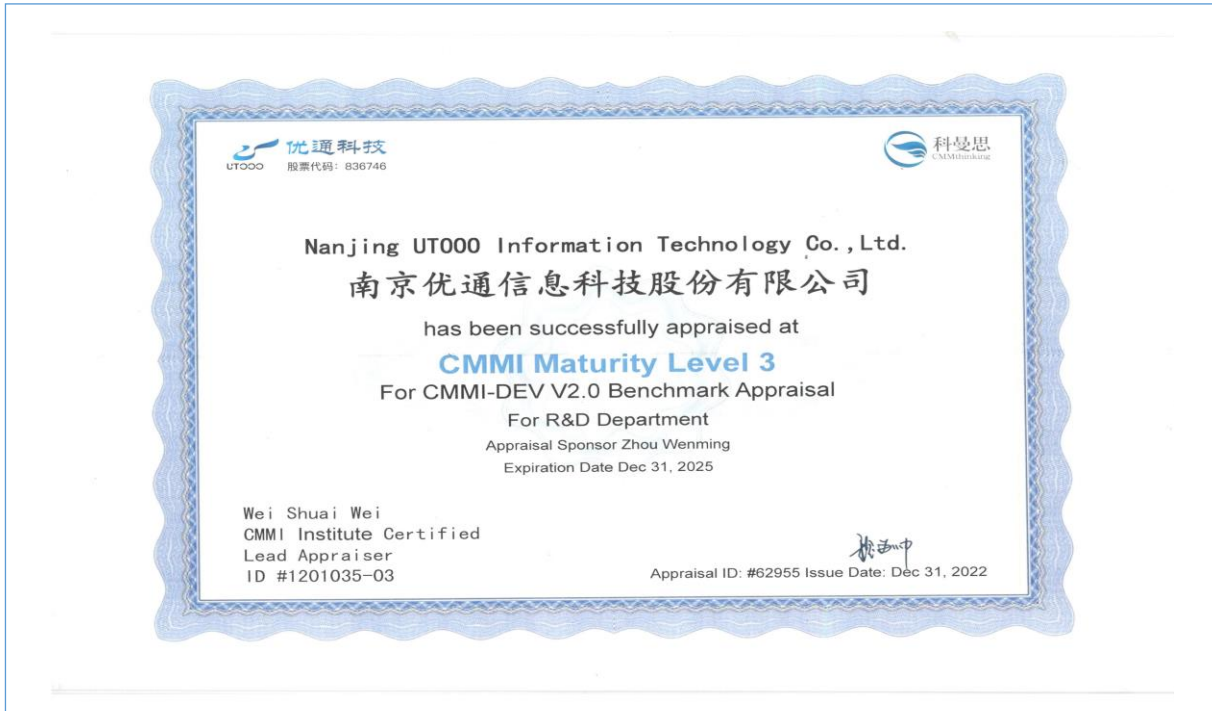 优通科技
UTOOO
股票代码：836746
科曼思
CMMthinking
Nanjing UTOOO Information Technology Co.,Ltd.
南京优通信息科技股份有限公司
has been successfully appraised at
CMMI Maturity Level 3
For CMMI-DEV V2.0 Benchmark Appraisal
For R&D Department
Appraisal Sponsor Zhou Wenming
Expiration Date Dec 31, 2025
Wei Shuai Wei
CMMI Institute Certified
Lead Appraiser
ID #1201035-03
Appraisal ID: #62955 Issue Date: Dec 31, 2022